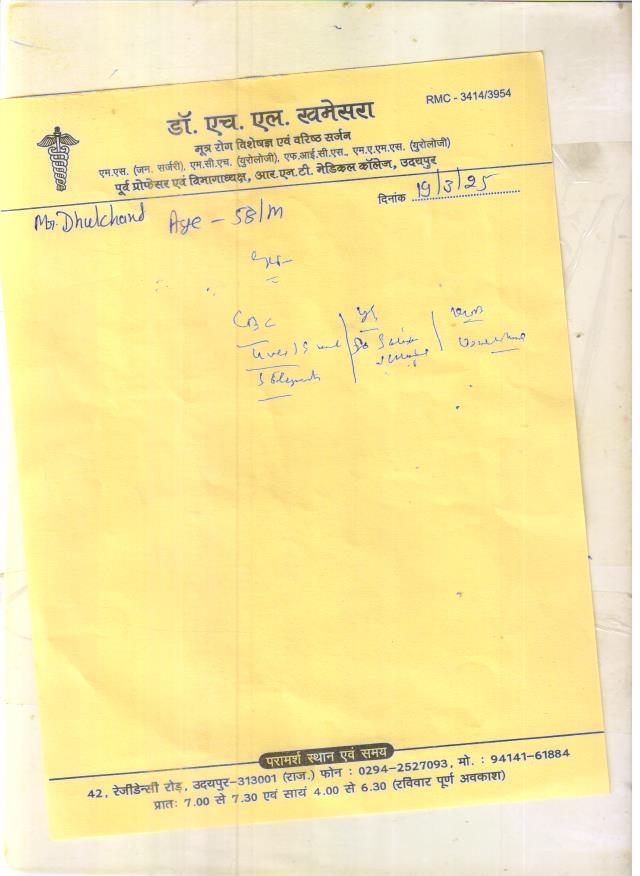 RMC - 3414/3954
डॉ. एच. एल. खमेसरा
मूत्र रोग विशेषज्ञ एवं वरिष्ठ सर्जन
एम.एस. (जन. सर्जरी), एम.सी.एच. (युरोलोजी), एफ.आई.सी.एस., एम.ए.एम.एस. (युरोलोजी)
पूर्व प्रोफेसर एवं विभागाध्यक्ष, आर.एन.टी. मेडिकल कॉलेज, उदयपुर
दिनांक 19/3/25
Mr. Dhulchand Age - 58/M
CBC
परामर्श स्थान एवं समय
42, रेजीडेन्सी रोड़, उदयपुर-313001 (राज.) फोन : 0294-2527093, मो. : 94141-61884
प्रातः 7.00 से 7.30 एवं सायं 4.00 से 6.30 (रविवार पूर्ण अवकाश)